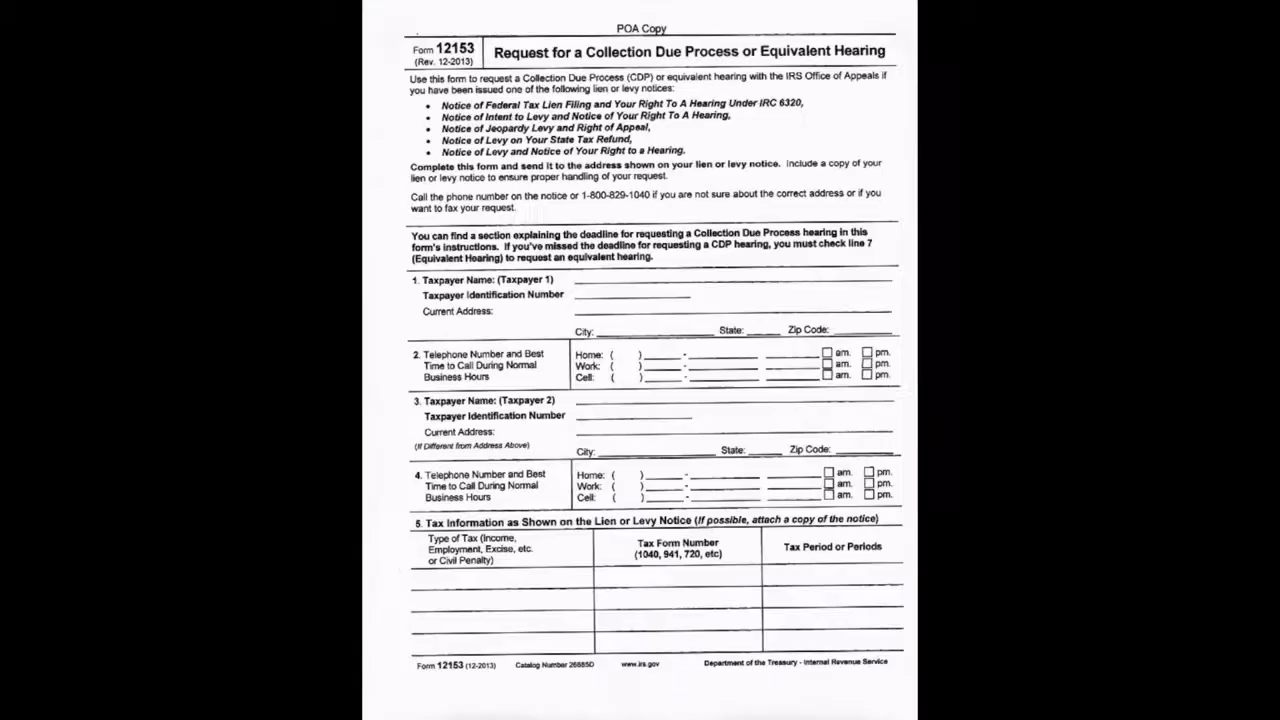 POA Copy
Form 12153
(Rev. 12-2013)
Request for a Collection Due Process or Equivalent Hearing
Use this form to request a Collection Due Process (CDP) or equivalent hearing with the IRS Office of Appeals if
you have been issued one of the following lien or levy notices:
• Notice of Federal Tax Lien Filing and Your Right To A Hearing Under IRC 6320,
• Notice of Intent to Levy and Notice of Your Right To A Hearing,
• Notice of Jeopardy Levy and Right of Appeal,
• Notice of Levy on Your State Tax Refund,
• Notice of Levy and Notice of Your Right to a Hearing.
Complete this form and send it to the address shown on your lien or levy notice. Include a copy of your
lien or levy notice to ensure proper handling of your request.
Call the phone number on the notice or 1-800-829-1040 if you are not sure about the correct address or if you
want to fax your request.
You can find a section explaining the deadline for requesting a Collection Due Process hearing in this
form's instructions. If you've missed the deadline for requesting a CDP hearing, you must check line 7
(Equivalent Hearing) to request an equivalent hearing.
1. Taxpayer Name: (Taxpayer 1)
Taxpayer Identification Number
Current Address:
City: State: Zip Code:
2. Telephone Number and Best
Time to Call During Normal
Business Hours
Home: ( ) - am. pm.
Work: ( ) - am. pm.
Cell: ( ) - am. pm.
3. Taxpayer Name: (Taxpayer 2)
Taxpayer Identification Number
Current Address:
(If Different from Address Above)
City: State: Zip Code:
4. Telephone Number and Best
Time to Call During Normal
Business Hours
Home: ( ) - am. pm.
Work: ( ) - am. pm.
Cell: ( ) - am. pm.
5. Tax Information as Shown on the Lien or Levy Notice (If possible, attach a copy of the notice)
Type of Tax (Income,
Employment, Excise, etc.
or Civil Penalty)
Tax Form Number
(1040, 941, 720, etc)
Tax Period or Periods
Form 12153 (12-2013) Catalog Number 26685D www.irs.gov Department of the Treasury - Internal Revenue Service